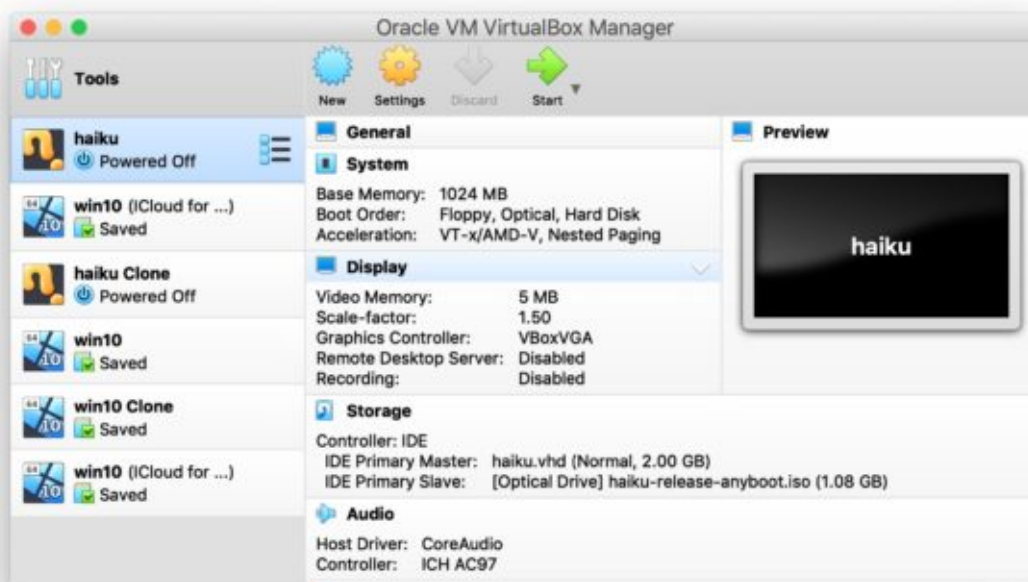 Oracle VM VirtualBox Manager
Tools
New Settings Discard Start
haiku
Powered Off
win10 (ICloud for ...)
Saved
haiku Clone
Powered Off
win10
Saved
win10 Clone
Saved
win10 (ICloud for ...)
Saved
General
System
Base Memory: 1024 MB
Boot Order: Floppy, Optical, Hard Disk
Acceleration: VT-x/AMD-V, Nested Paging
Display
Video Memory: 5 MB
Scale-factor: 1.50
Graphics Controller: VBoxVGA
Remote Desktop Server: Disabled
Recording: Disabled
Storage
Controller: IDE
IDE Primary Master: haiku.vhd (Normal, 2.00 GB)
IDE Primary Slave: [Optical Drive] haiku-release-anyboot.iso (1.08 GB)
Audio
Host Driver: CoreAudio
Controller: ICH AC97
Preview
haiku